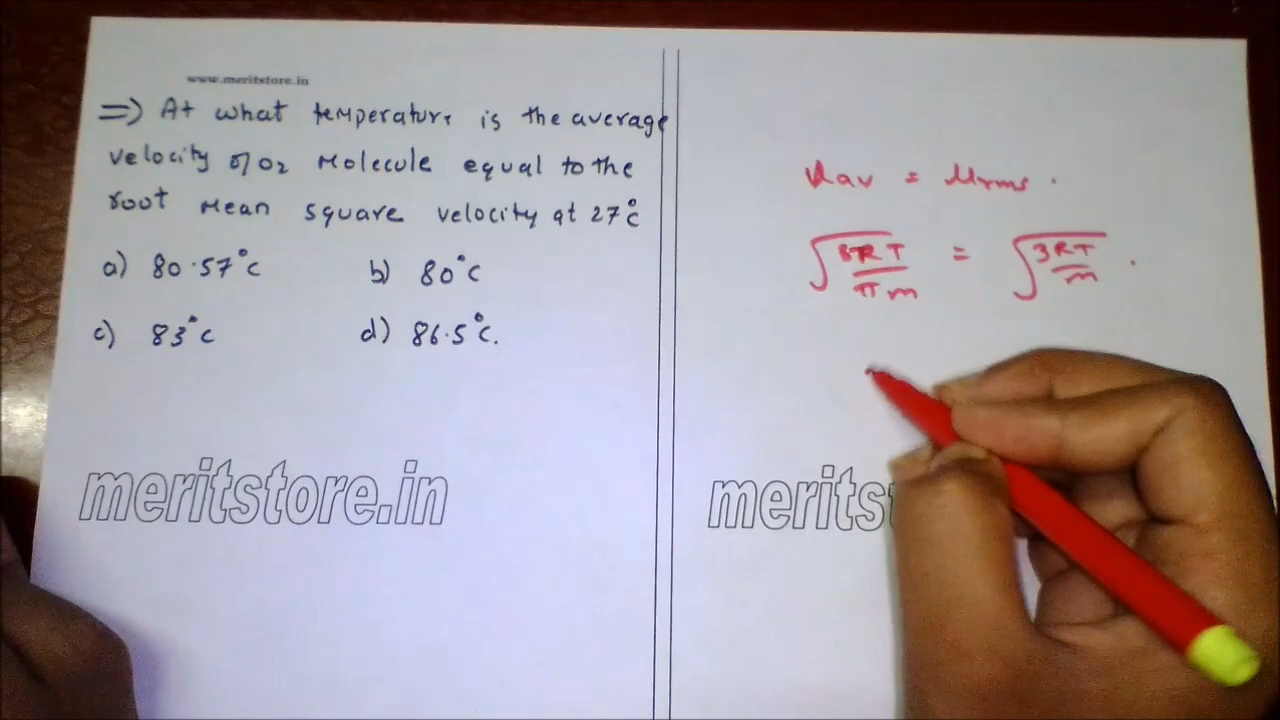 www.meritstore.in
=) At what temperature is the average
velocity of O2 Molecule equal to the
root Mean square velocity at 27°C
a) 80.57°C b) 80°C
c) 83°C d) 86.5°C.
Uav = Urms.
√8RT/πm = √3RT/m.
meritstore.in
merits